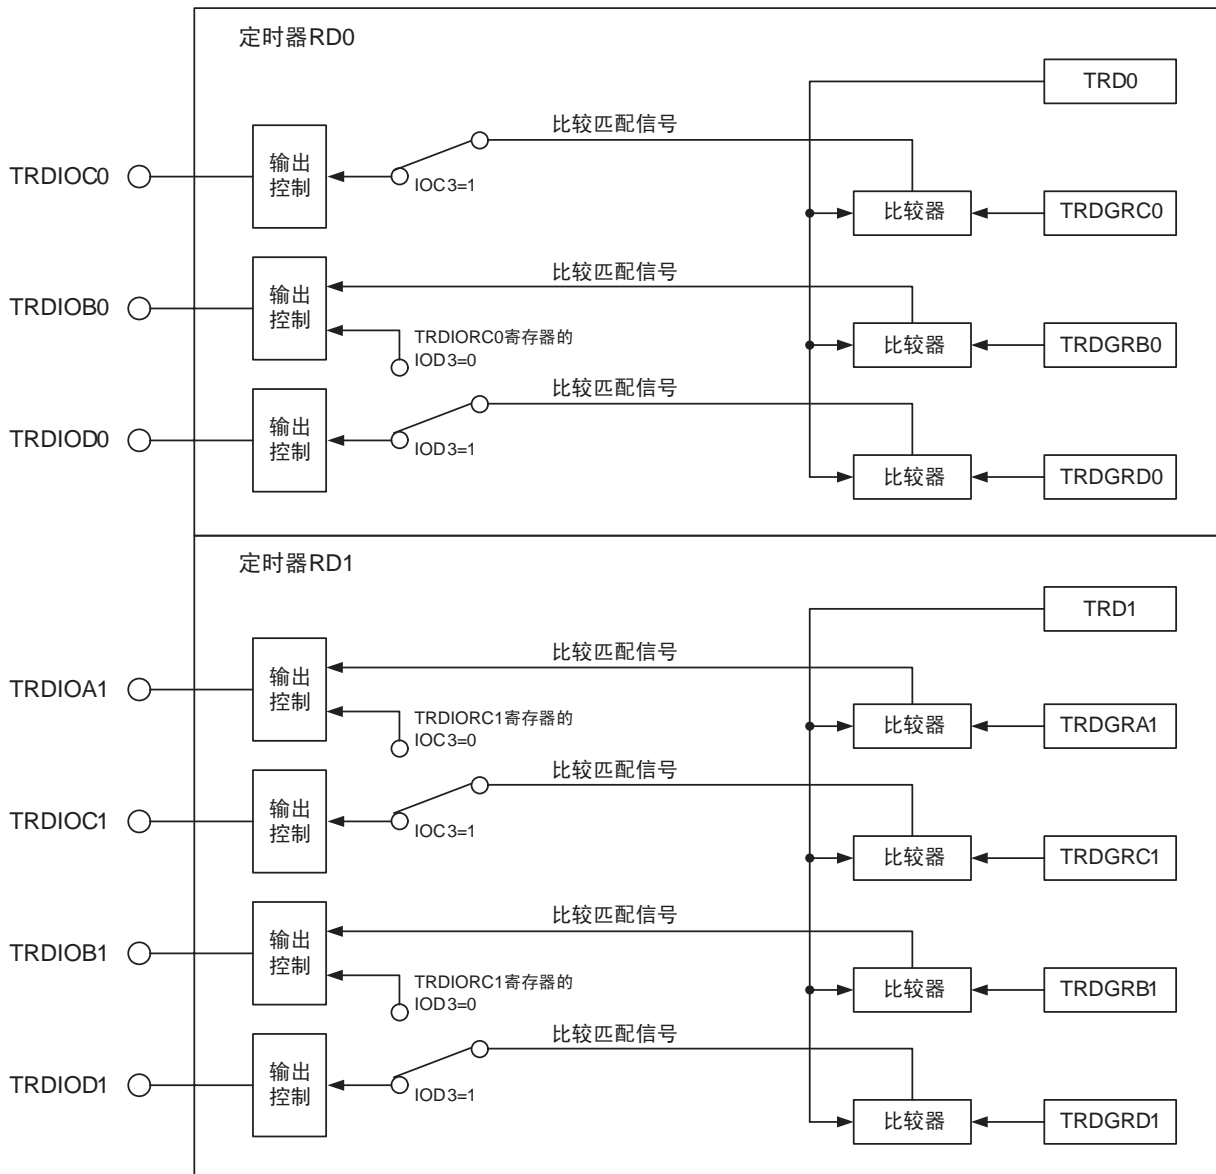 定时器RD0
TRD0
比较匹配信号
TRDIOC0
输出
控制
IOC3=1
比较器
TRDGRC0
比较匹配信号
TRDIOB0
输出
控制
TRDIORC0寄存器的
IOD3=0
比较器
TRDGRB0
比较匹配信号
TRDIOD0
输出
控制
IOD3=1
比较器
TRDGRD0
定时器RD1
TRD1
比较匹配信号
TRDIOA1
输出
控制
TRDIORC1寄存器的
IOC3=0
比较器
TRDGRA1
比较匹配信号
TRDIOC1
输出
控制
IOC3=1
比较器
TRDGRC1
比较匹配信号
TRDIOB1
输出
控制
TRDIORC1寄存器的
IOD3=0
比较器
TRDGRB1
比较匹配信号
TRDIOD1
输出
控制
IOD3=1
比较器
TRDGRD1